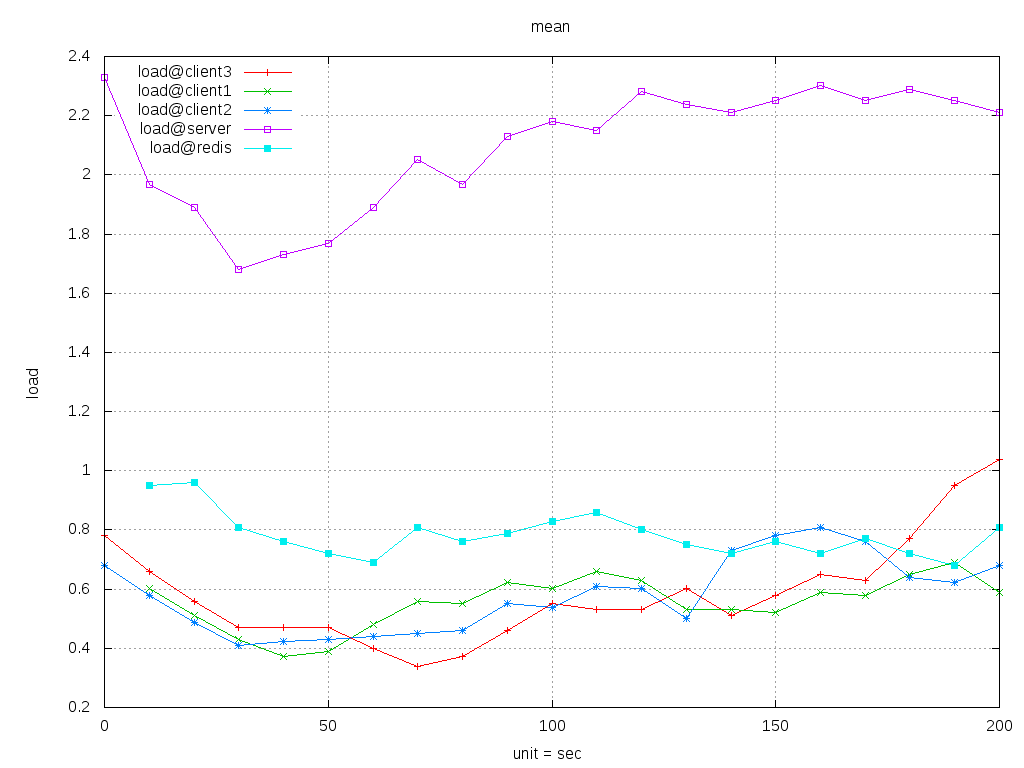 mean
load@client3
load@client1
load@client2
load@server
load@redis
load
2.4
2.2
2
1.8
1.6
1.4
1.2
1
0.8
0.6
0.4
0.2
0 50 100 150 200
unit = sec